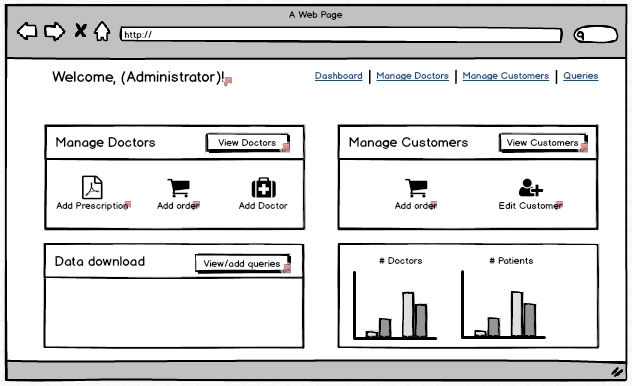 A Web Page
http://
Welcome, (Administrator)!
Dashboard | Manage Doctors | Manage Customers | Queries
Manage Doctors
View Doctors
Add Prescription
Add order
Add Doctor
Manage Customers
View Customers
Add order
Edit Customer
Data download
View/add queries
# Doctors
# Patients